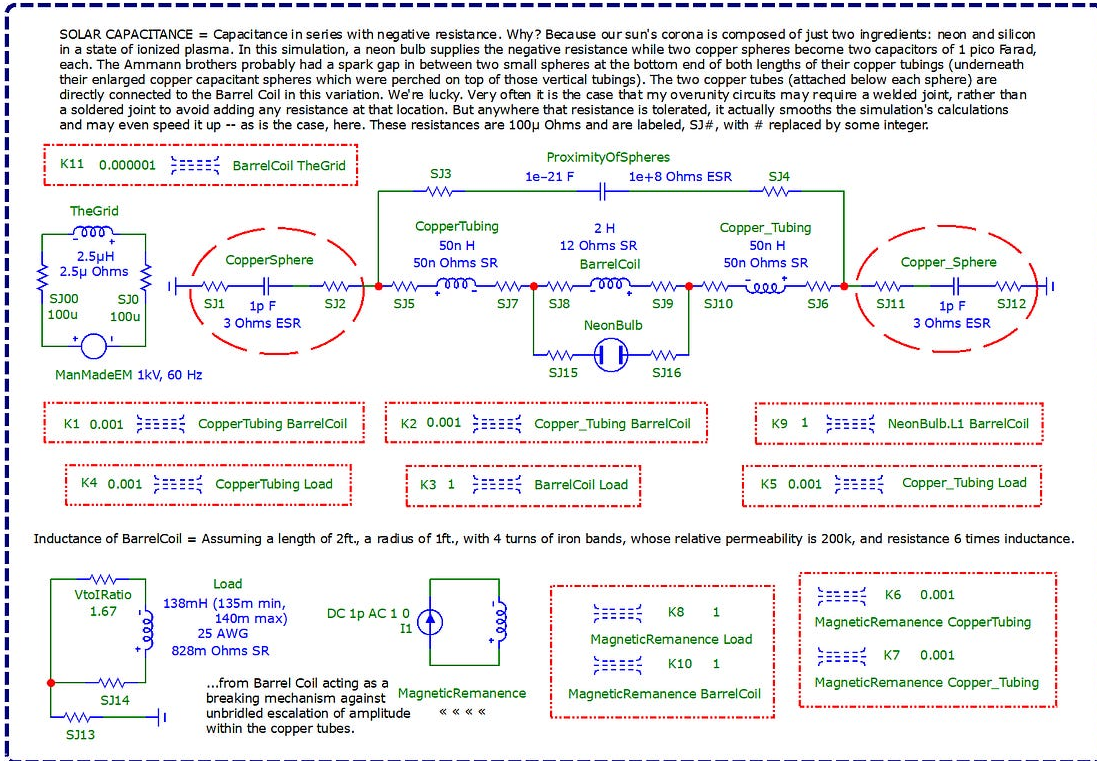 SOLAR CAPACITANCE = Capacitance in series with negative resistance. Why? Because our sun's corona is composed of just two ingredients: neon and silicon
in a state of ionized plasma. In this simulation, a neon bulb supplies the negative resistance while two copper spheres become two capacitors of 1 pico Farad,
each. The Ammann brothers probably had a spark gap in between two small spheres at the bottom end of both lengths of their copper tubings (underneath
their enlarged copper capacitant spheres which were perched on top of those vertical tubings). The two copper tubes (attached below each sphere) are
directly connected to the Barrel Coil in this variation. We're lucky. Very often it is the case that my overunity circuits may require a welded joint, rather than
a soldered joint to avoid adding any resistance at that location. But anywhere that resistance is tolerated, it actually smooths the simulation's calculations
and may even speed it up -- as is the case, here. These resistances are 100µ Ohms and are labeled, SJ#, with # replaced by some integer.
K11 0.000001 BarrelCoil TheGrid
ProximityOfSpheres
SJ3 1e-21 F 1e+8 Ohms ESR SJ4
TheGrid
2.5µH
2.5µ Ohms
SJ00
100u
SJ0
100u
ManMadeEM 1kV, 60 Hz
CopperSphere
SJ1 SJ2
1p F
3 Ohms ESR
CopperTubing
50n H
50n Ohms SR
SJ5 SJ7
2 H
12 Ohms SR
BarrelCoil
SJ8 SJ9
NeonBulb
SJ15 SJ16
Copper_Tubing
50n H
50n Ohms SR
SJ10 SJ6
Copper_Sphere
SJ11 SJ12
1p F
3 Ohms ESR
K1 0.001 CopperTubing BarrelCoil
K2 0.001 Copper_Tubing BarrelCoil
K9 1 NeonBulb.L1 BarrelCoil
K4 0.001 CopperTubing Load
K3 1 BarrelCoil Load
K5 0.001 Copper_Tubing Load
Inductance of BarrelCoil = Assuming a length of 2ft., a radius of 1ft., with 4 turns of iron bands, whose relative permeability is 200k, and resistance 6 times inductance.
VtoIRatio
1.67
Load
138mH (135m min,
140m max)
25 AWG
828m Ohms SR
SJ14
SJ13
...from Barrel Coil acting as a
breaking mechanism against
unbridled escalation of amplitude
within the copper tubes.
DC 1p AC 1 0
I1
MagneticRemanence
« « « «
K8 1
MagneticRemanence Load
K10 1
MagneticRemanence BarrelCoil
K6 0.001
MagneticRemanence CopperTubing
K7 0.001
MagneticRemanence Copper_Tubing